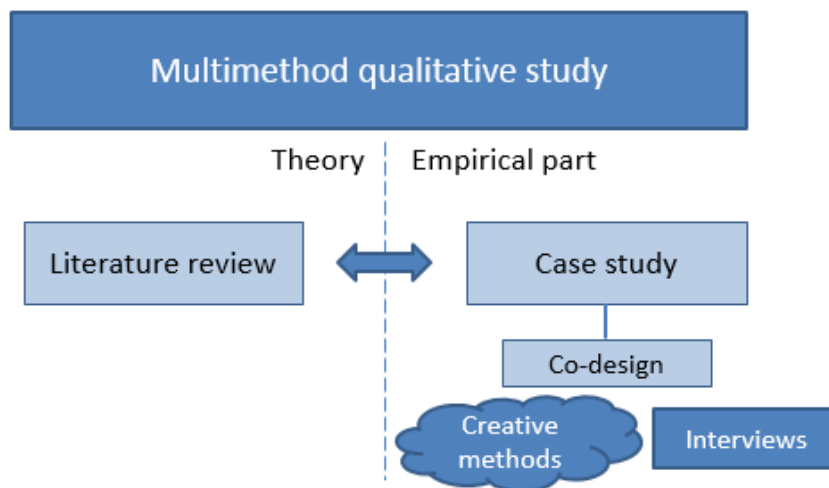 Multimethod qualitative study
Theory
Empirical part
Literature review
Case study
Co-design
Creative
methods
Interviews